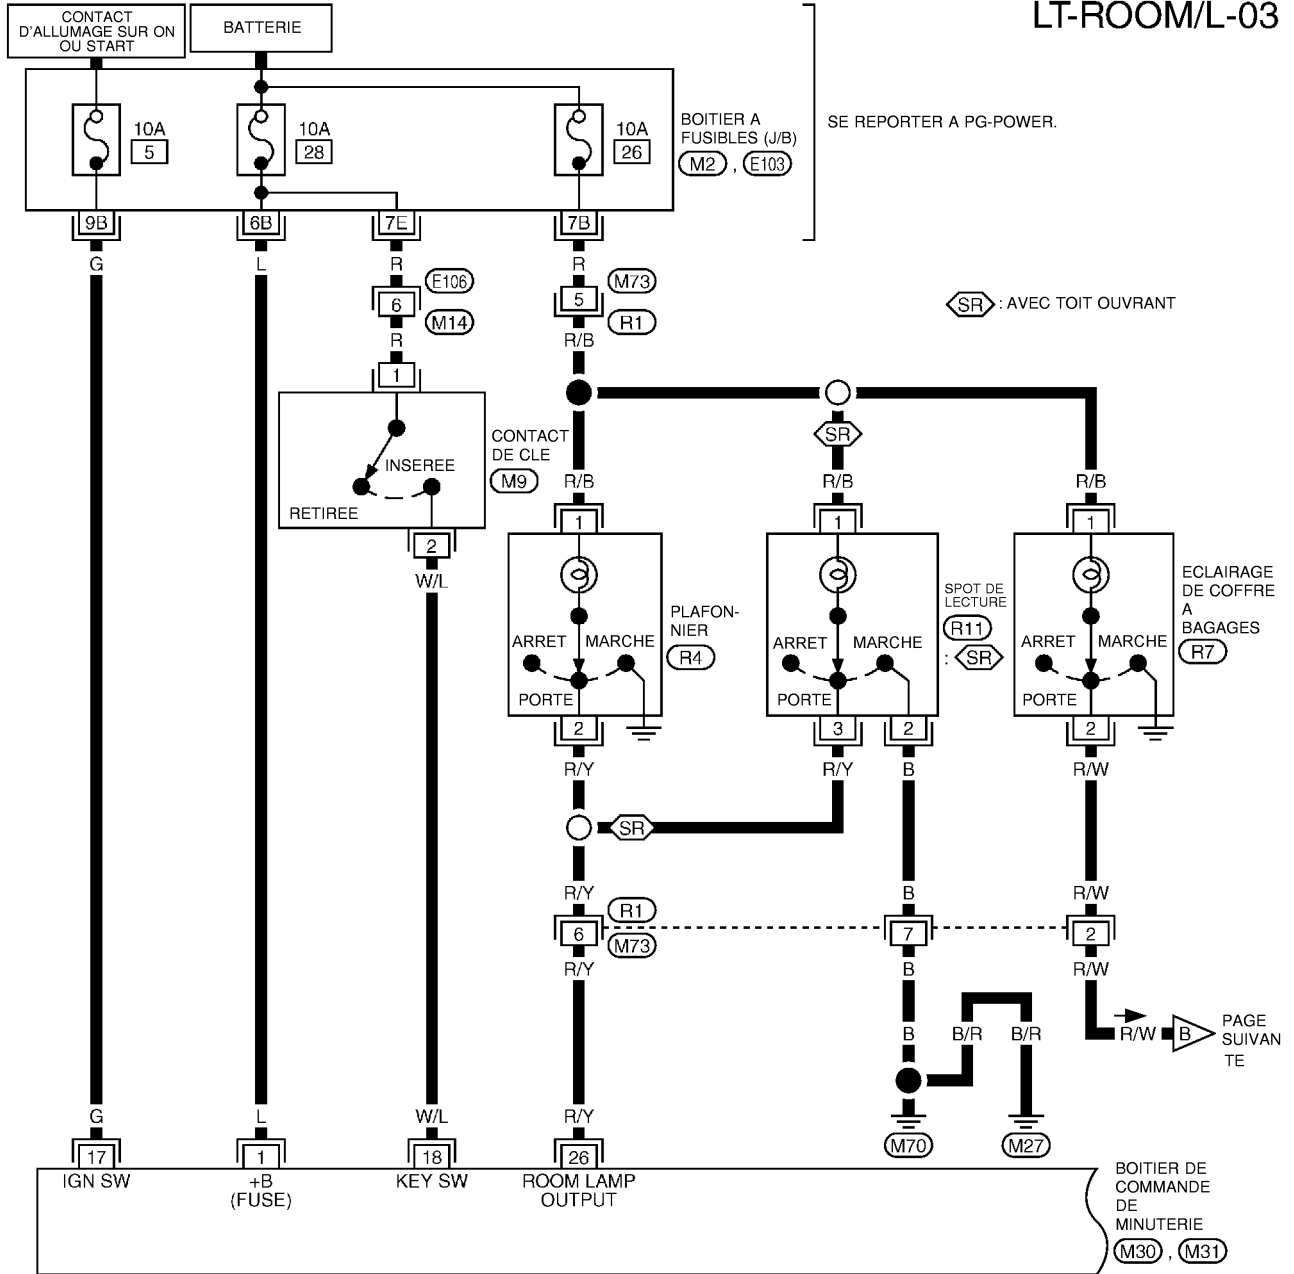 LT-ROOM/L-03
CONTACT
D'ALLUMAGE SUR ON
OU START
BATTERIE
10A
5
10A
28
10A
26
BOITIER A
FUSIBLES (J/B)
M2 , E103
SE REPORTER A PG-POWER.
9B
6B
7E
7B
G
L
R
R
E106
M73
6
5
M14
R1
R
R/B
SR : AVEC TOIT OUVRANT
1
SR
CONTACT
DE CLE
M9
INSEREE
RETIREE
R/B
R/B
R/B
1
1
1
2
W/L
PLAFON-
NIER
R4
ARRET
MARCHE
PORTE
SPOT DE
LECTURE
R11
: SR
ARRET
MARCHE
PORTE
ECLAIRAGE
DE COFFRE
A
BAGAGES
R7
ARRET
MARCHE
PORTE
2
3
2
2
R/Y
R/Y
B
R/W
SR
R/Y
B
R/W
R1
6
7
2
M73
R/Y
B
R/W
B
B/R
B/R
R/W
B
PAGE
SUIVAN
TE
M70
M27
G
L
W/L
R/Y
17
1
18
26
IGN SW
+B
(FUSE)
KEY SW
ROOM LAMP
OUTPUT
BOITIER DE
COMMANDE
DE
MINUTERIE
M30 , M31